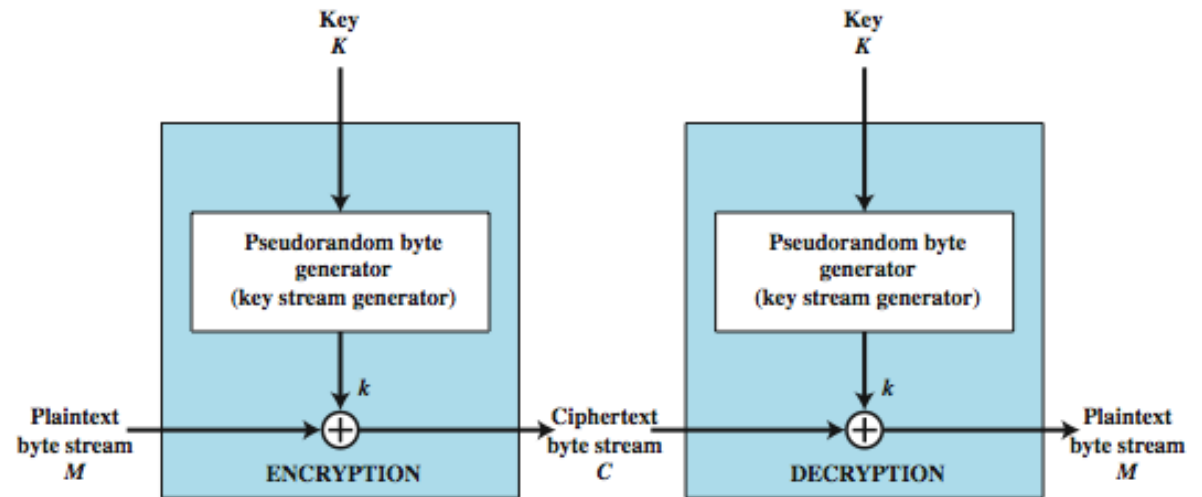 Key
K
Pseudorandom byte
generator
(key stream generator)
k
Plaintext
byte stream
M
ENCRYPTION
Ciphertext
byte stream
C
Key
K
Pseudorandom byte
generator
(key stream generator)
k
DECRYPTION
Plaintext
byte stream
M